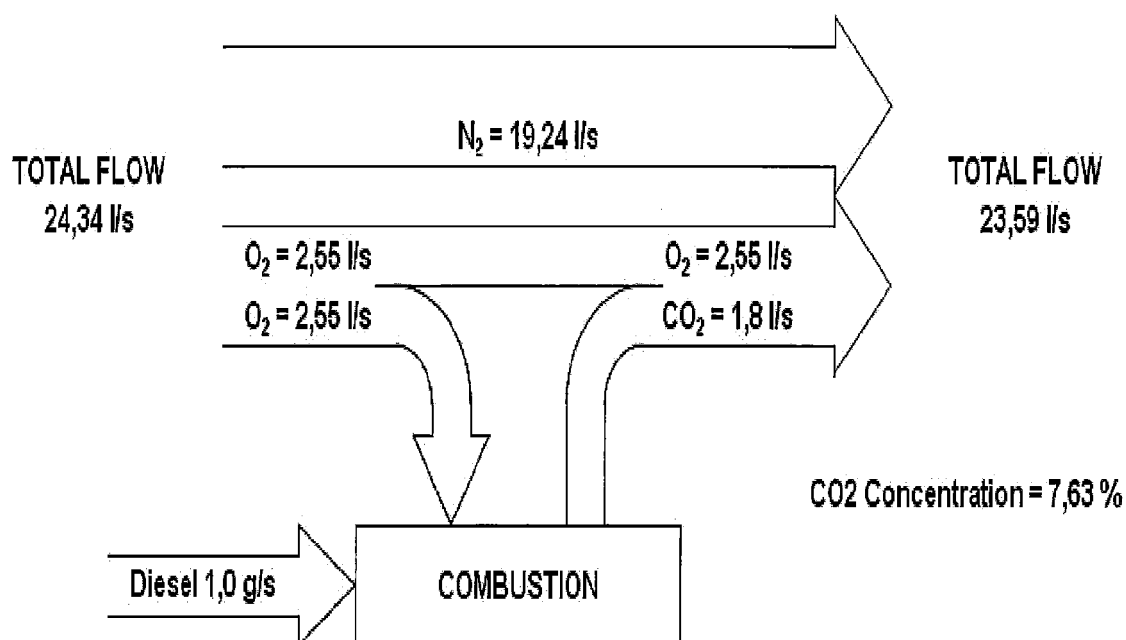 N₂ = 19,24 l/s
TOTAL FLOW
24,34 l/s
TOTAL FLOW
23,59 l/s
O₂ = 2,55 l/s
O₂ = 2,55 l/s
O₂ = 2,55 l/s
CO₂ = 1,8 l/s
CO2 Concentration = 7,63 %
Diesel 1,0 g/s
COMBUSTION